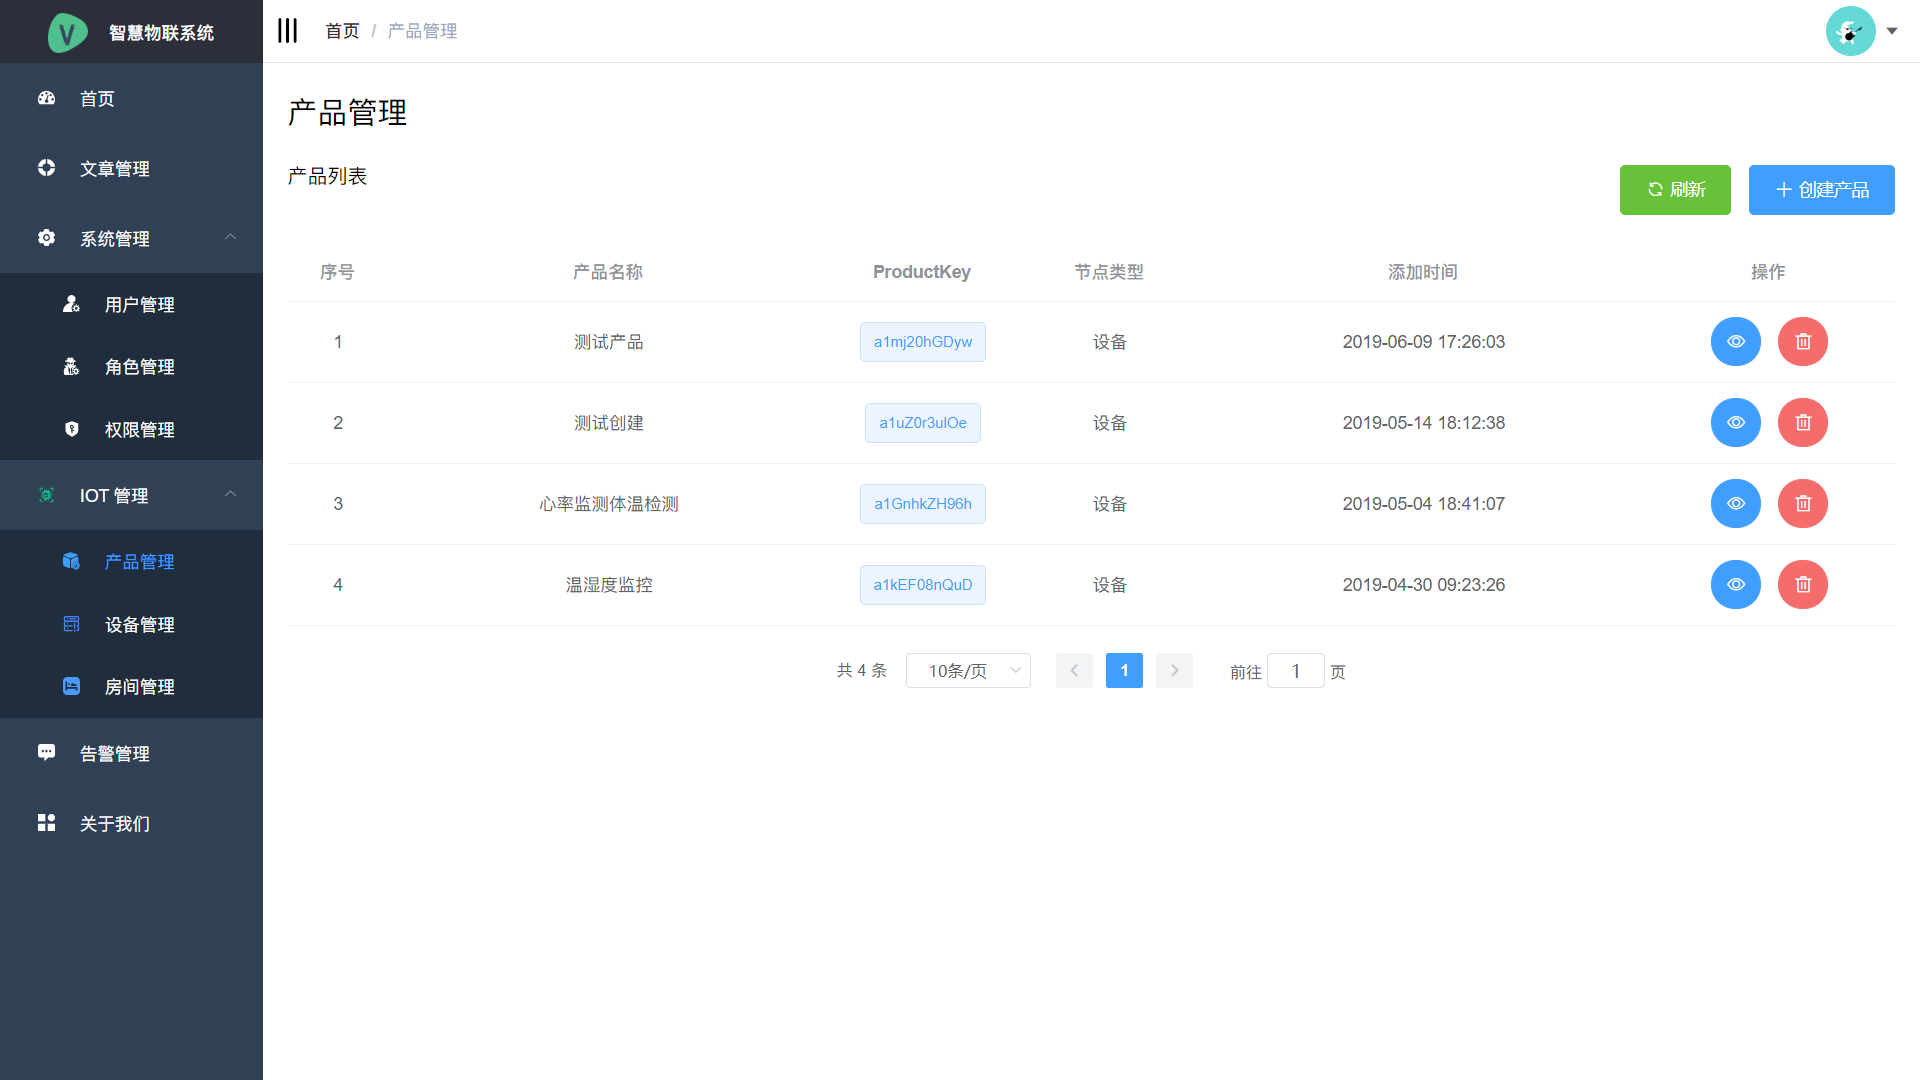 智慧物联系统
首页 / 产品管理
首页
文章管理
系统管理
用户管理
角色管理
权限管理
IOT 管理
产品管理
设备管理
房间管理
告警管理
关于我们
产品管理
产品列表
刷新
创建产品
序号 产品名称 ProductKey 节点类型 添加时间 操作
1 测试产品 a1mj20hGDyw 设备 2019-06-09 17:26:03
2 测试创建 a1uZ0r3ulOe 设备 2019-05-14 18:12:38
3 心率监测体温检测 a1GnhkZH96h 设备 2019-05-04 18:41:07
4 温湿度监控 a1kEF08nQuD 设备 2019-04-30 09:23:26
共 4 条 10条/页 1 前往 1 页